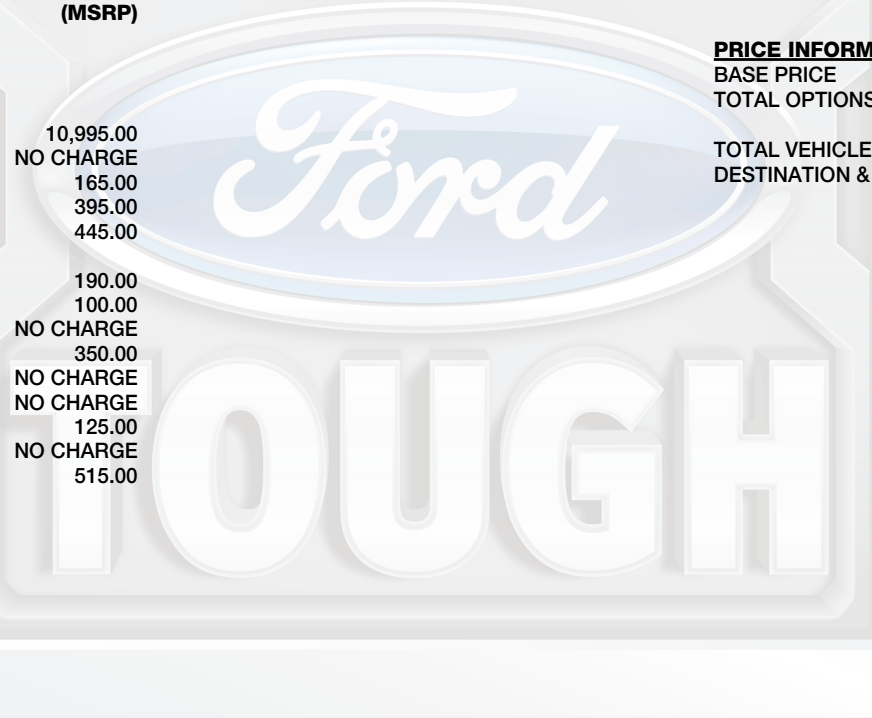 (MSRP)
10,995.00
NO CHARGE
165.00
395.00
445.00
190.00
100.00
NO CHARGE
350.00
NO CHARGE
NO CHARGE
125.00
NO CHARGE
515.00
PRICE INFORM
BASE PRICE
TOTAL OPTIONS
TOTAL VEHICLE
DESTINATION &
Ford
TOUGH